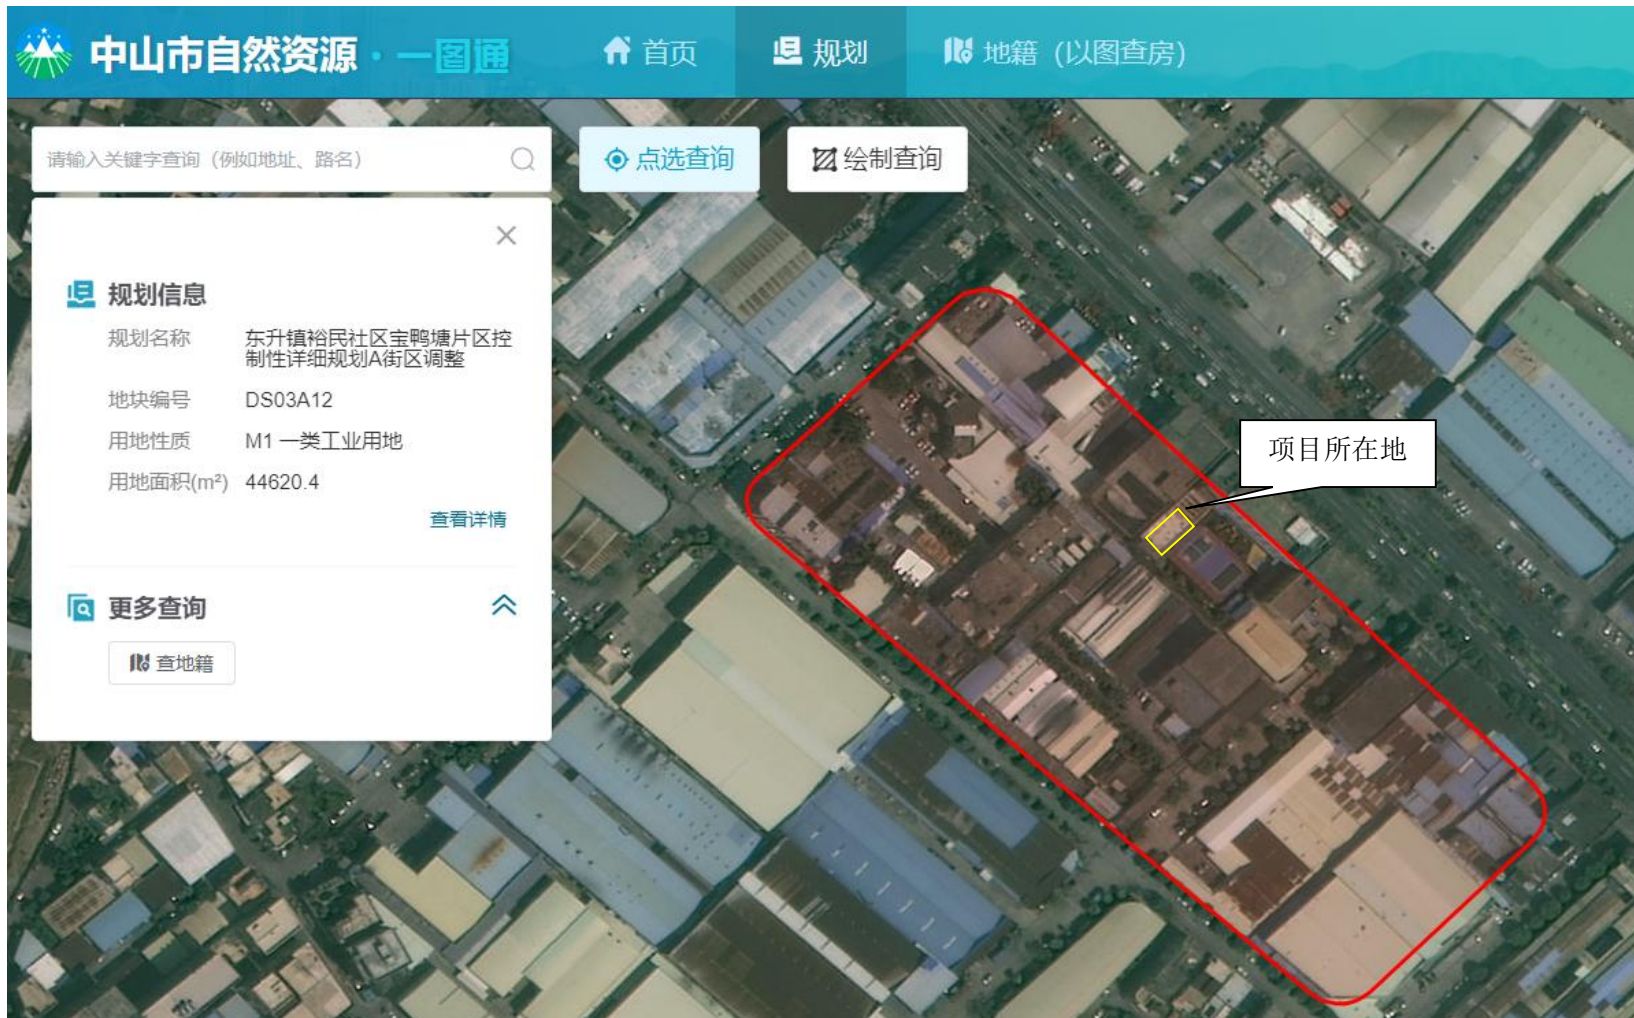 中山市自然资源·一图通
首页
规划
地籍（以图查房）
请输入关键字查询（例如地址、路名）
点选查询
绘制查询
规划信息
规划名称 东升镇裕民社区宝鸭塘片区控
制性详细规划A街区调整
地块编号 DS03A12
用地性质 M1 一类工业用地
用地面积(m²) 44620.4
查看详情
更多查询
查地籍
项目所在地